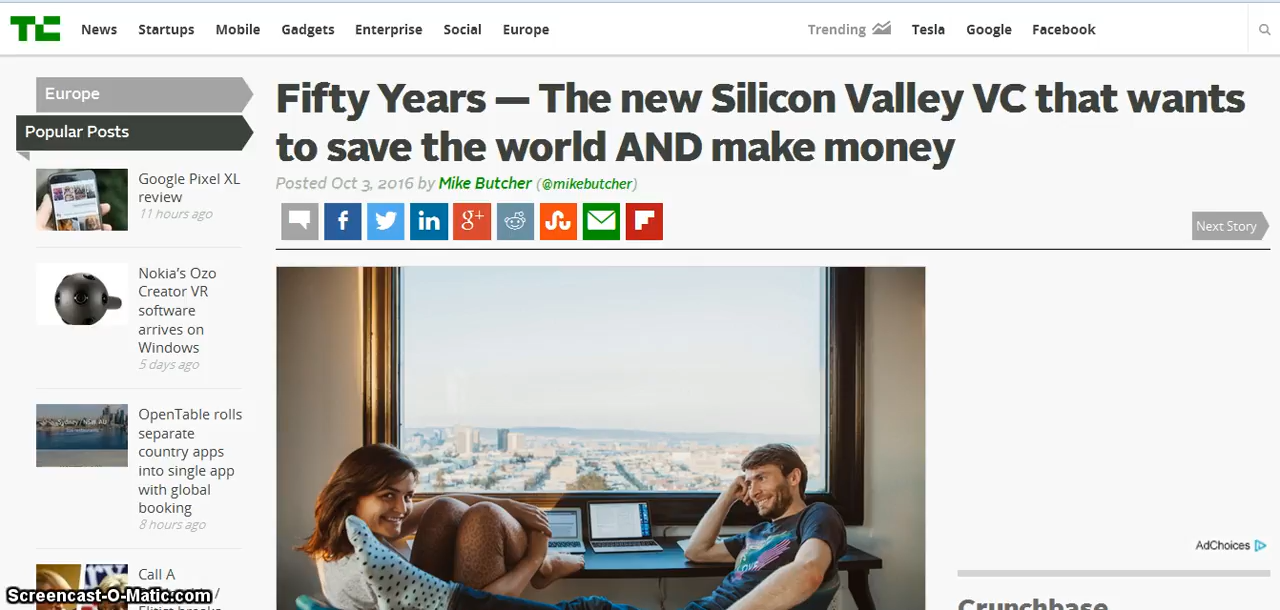 TC News Startups Mobile Gadgets Enterprise Social Europe Trending Tesla Google Facebook
Europe
Popular Posts
Google Pixel XL
review
11 hours ago
Nokia's Ozo
Creator VR
software
arrives on
Windows
5 days ago
OpenTable rolls
separate
country apps
into single app
with global
booking
8 hours ago
Call A
Fifty Years — The new Silicon Valley VC that wants
to save the world AND make money
Posted Oct 3, 2016 by Mike Butcher (@mikebutcher)
f in g+
Next Story
AdChoices
Crunchbase
Screencast-O-Matic.com